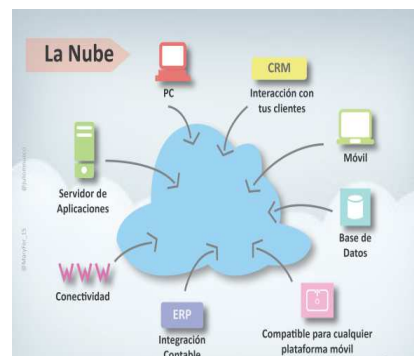 La Nube
PC
CRM
Interacción con
tus clientes
Móvil
Servidor de
Aplicaciones
Base de
Datos
WWW
Conectividad
ERP
Integración
Contable
Compatible para cualquier
plataforma móvil